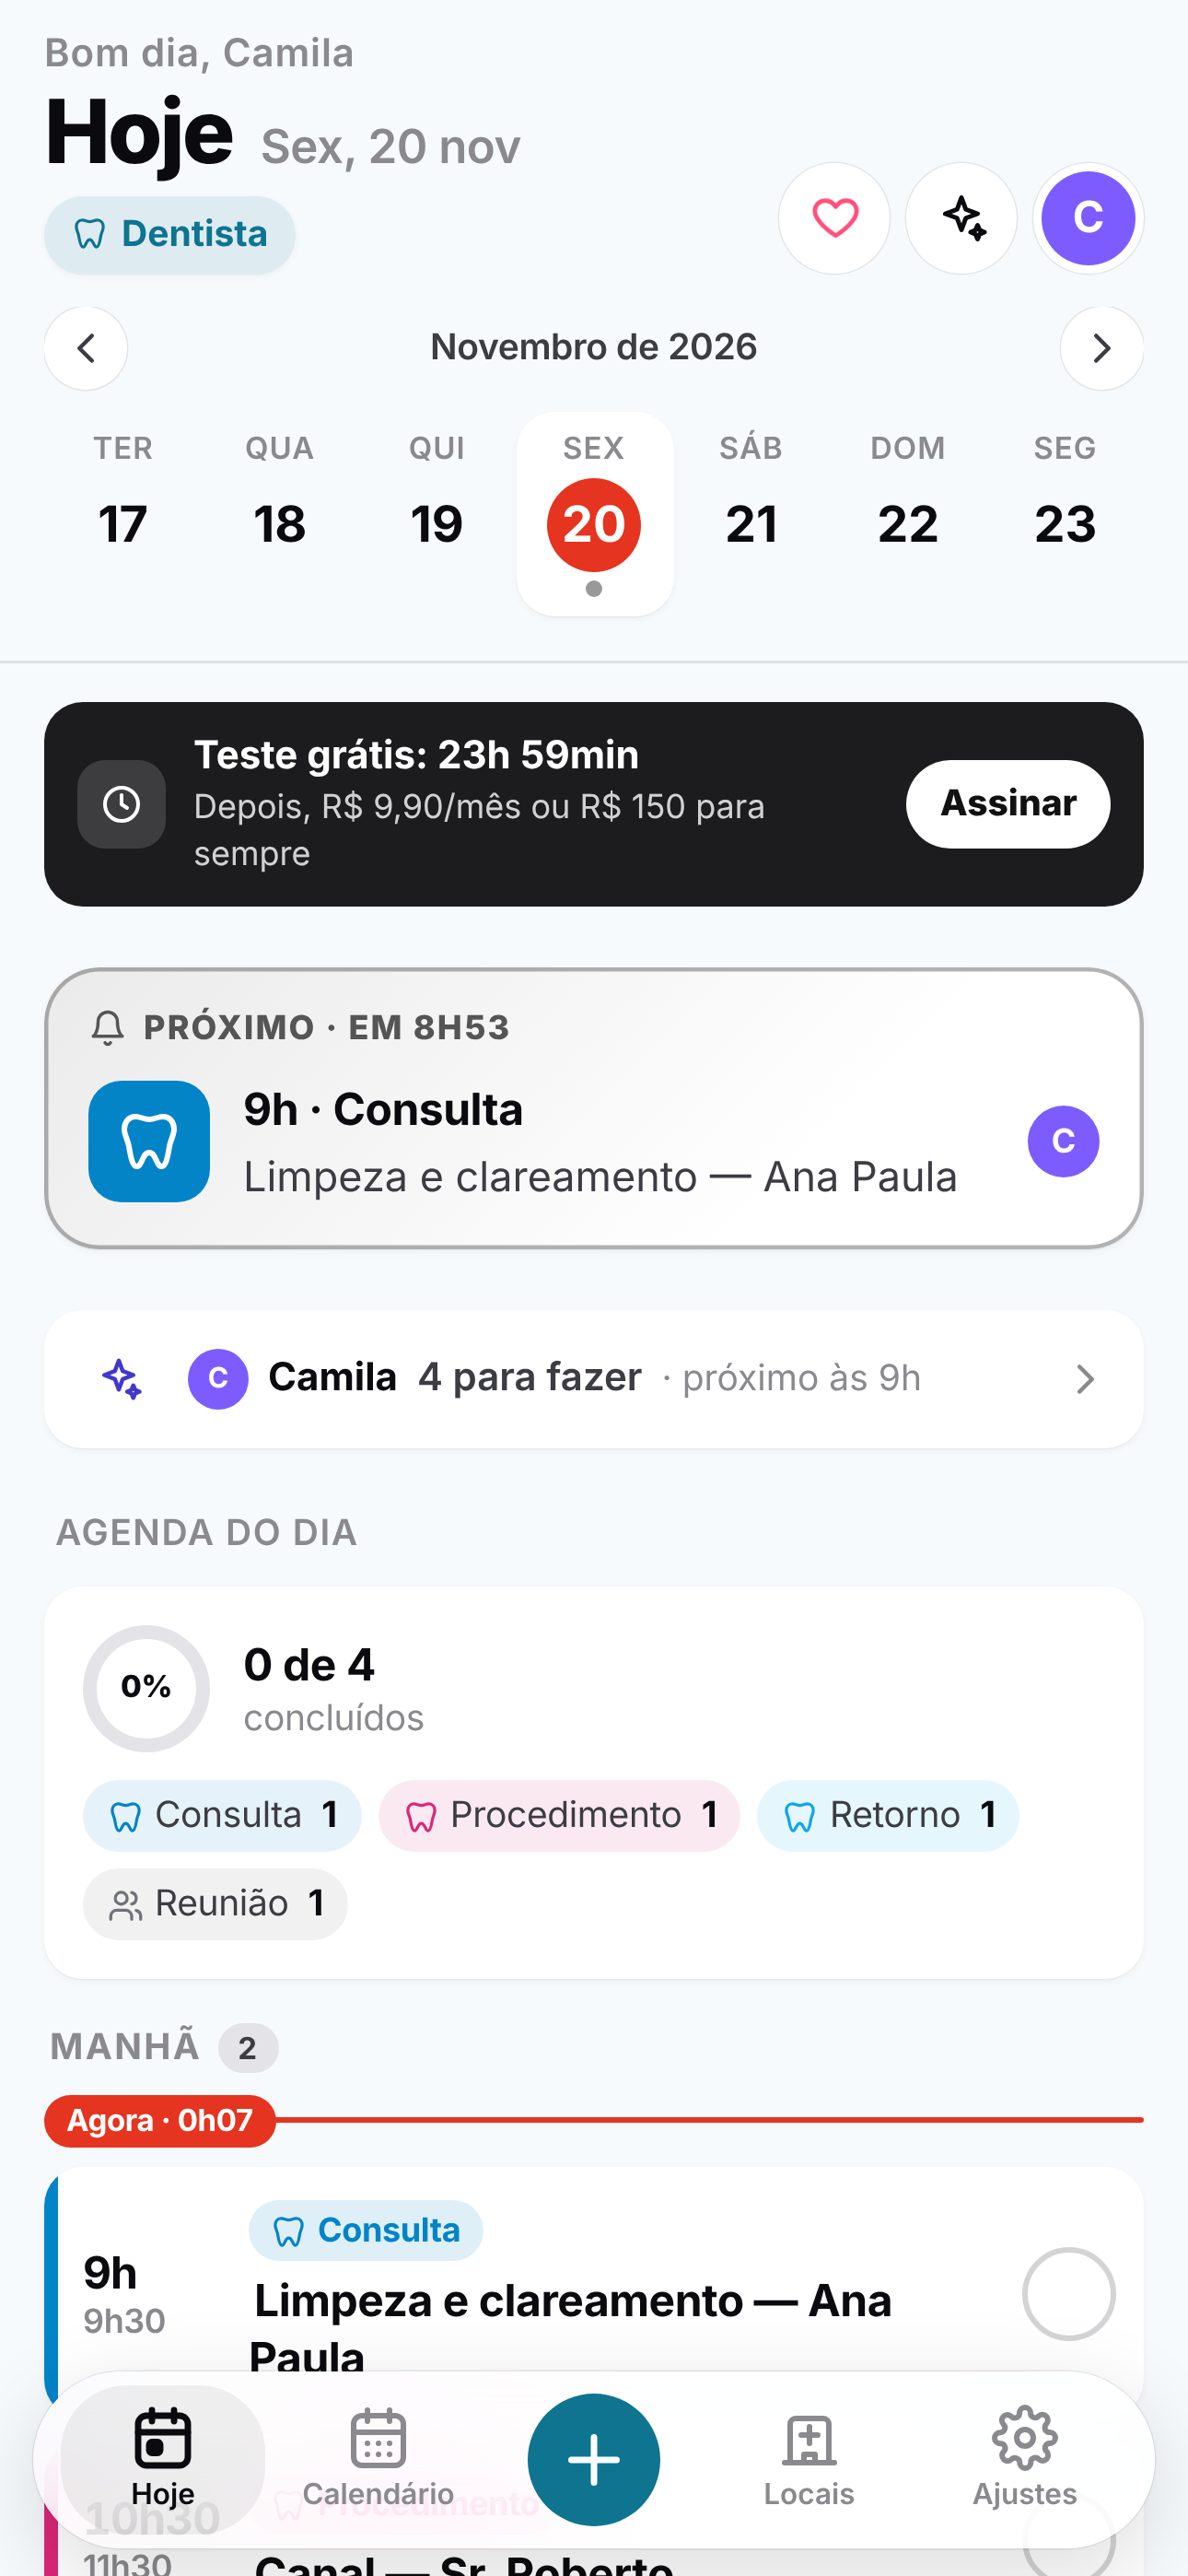 Bom dia, Camila
Hoje Sex, 20 nov
Dentista
C
Novembro de 2026
TER QUA QUI SEX SÁB DOM SEG
17 18 19 20 21 22 23
Teste grátis: 23h 59min
Depois, R$ 9,90/mês ou R$ 150 para
sempre
Assinar
PRÓXIMO · EM 8H53
9h · Consulta
Limpeza e clareamento — Ana Paula
C
C Camila 4 para fazer · próximo às 9h
AGENDA DO DIA
0%
0 de 4
concluídos
Consulta 1 Procedimento 1 Retorno 1
Reunião 1
MANHÃ 2
Agora · 0h07
9h
9h30
Consulta
Limpeza e clareamento — Ana
Paula
Hoje Calendário Locais Ajustes
10h30
Procedimento
11h30
Canal — Sr. Roberto